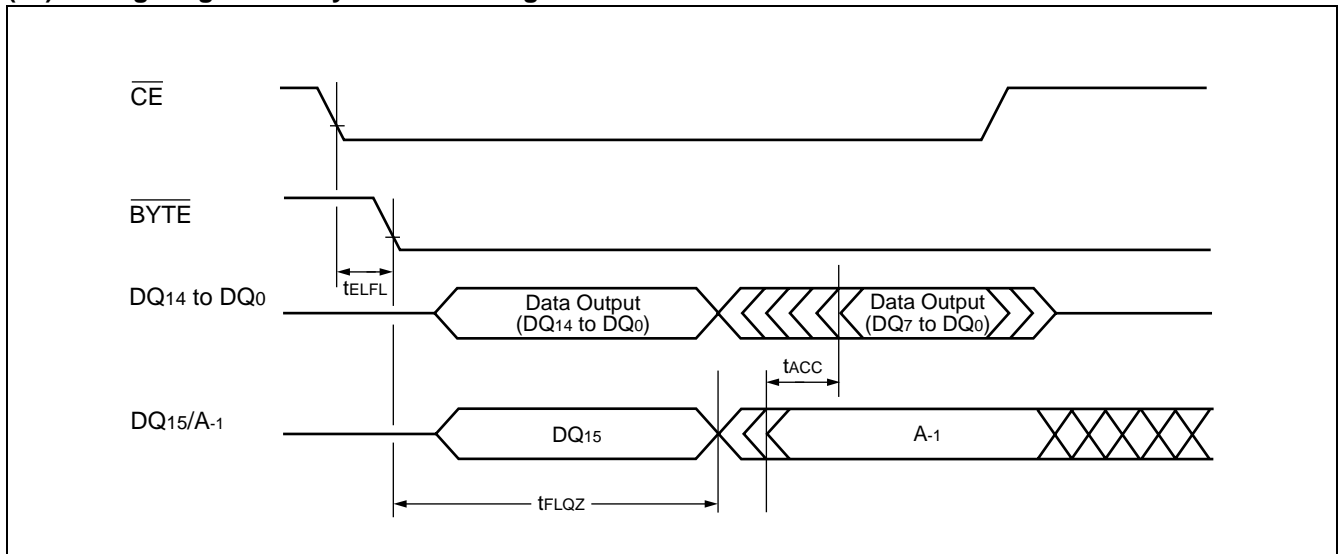 CE
BYTE
tELFL
DQ14 to DQ0
Data Output
(DQ14 to DQ0)
Data Output
(DQ7 to DQ0)
tACC
DQ15/A-1
DQ15
A-1
tFLQZ